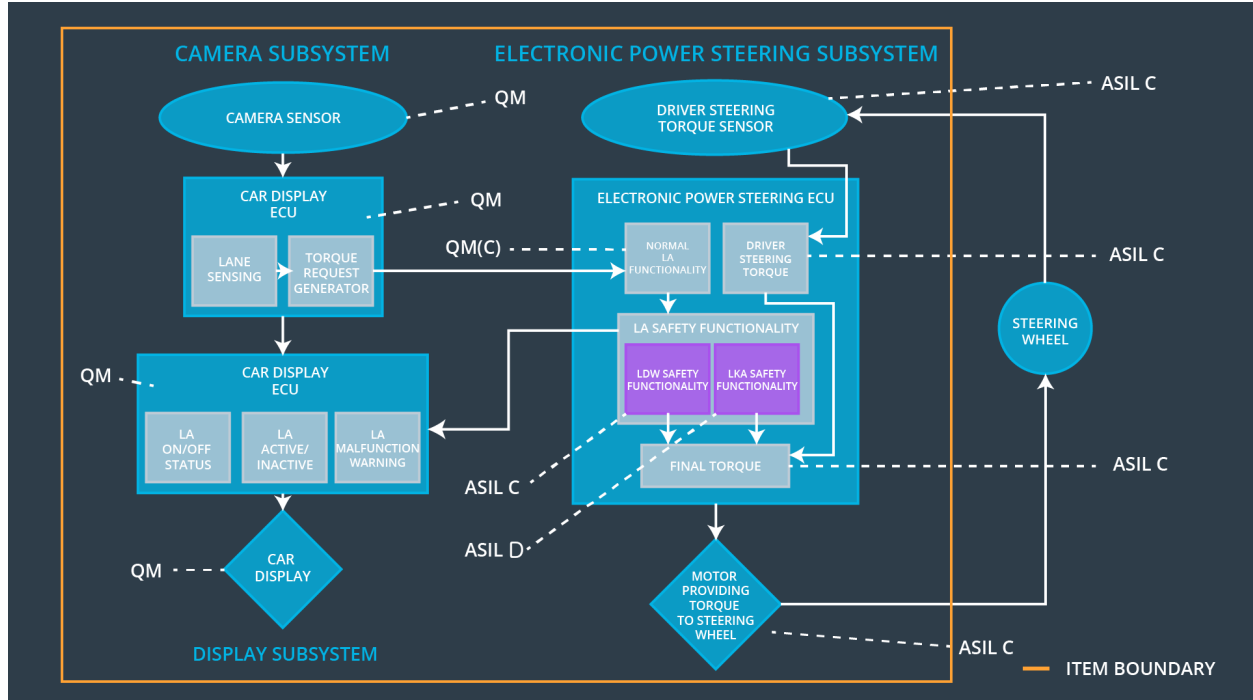 CAMERA SUBSYSTEM
ELECTRONIC POWER STEERING SUBSYSTEM
CAMERA SENSOR
QM
DRIVER STEERING
TORQUE SENSOR
ASIL C
CAR DISPLAY
ECU
QM
LANE
SENSING
TORQUE
REQUEST
GENERATOR
ELECTRONIC POWER STEERING ECU
QM(C)
NORMAL
LA
FUNCTIONALITY
DRIVER
STEERING
TORQUE
ASIL C
LA SAFETY FUNCTIONALITY
LDW SAFETY
FUNCTIONALITY
LKA SAFETY
FUNCTIONALITY
STEERING
WHEEL
QM
CAR DISPLAY
ECU
LA
ON/OFF
STATUS
LA
ACTIVE/
INACTIVE
LA
MALFUNCTION
WARNING
FINAL TORQUE
ASIL C
ASIL C
ASIL D
QM
CAR
DISPLAY
MOTOR
PROVIDING
TORQUE
TO STEERING
WHEEL
ASIL C
DISPLAY SUBSYSTEM
ITEM BOUNDARY